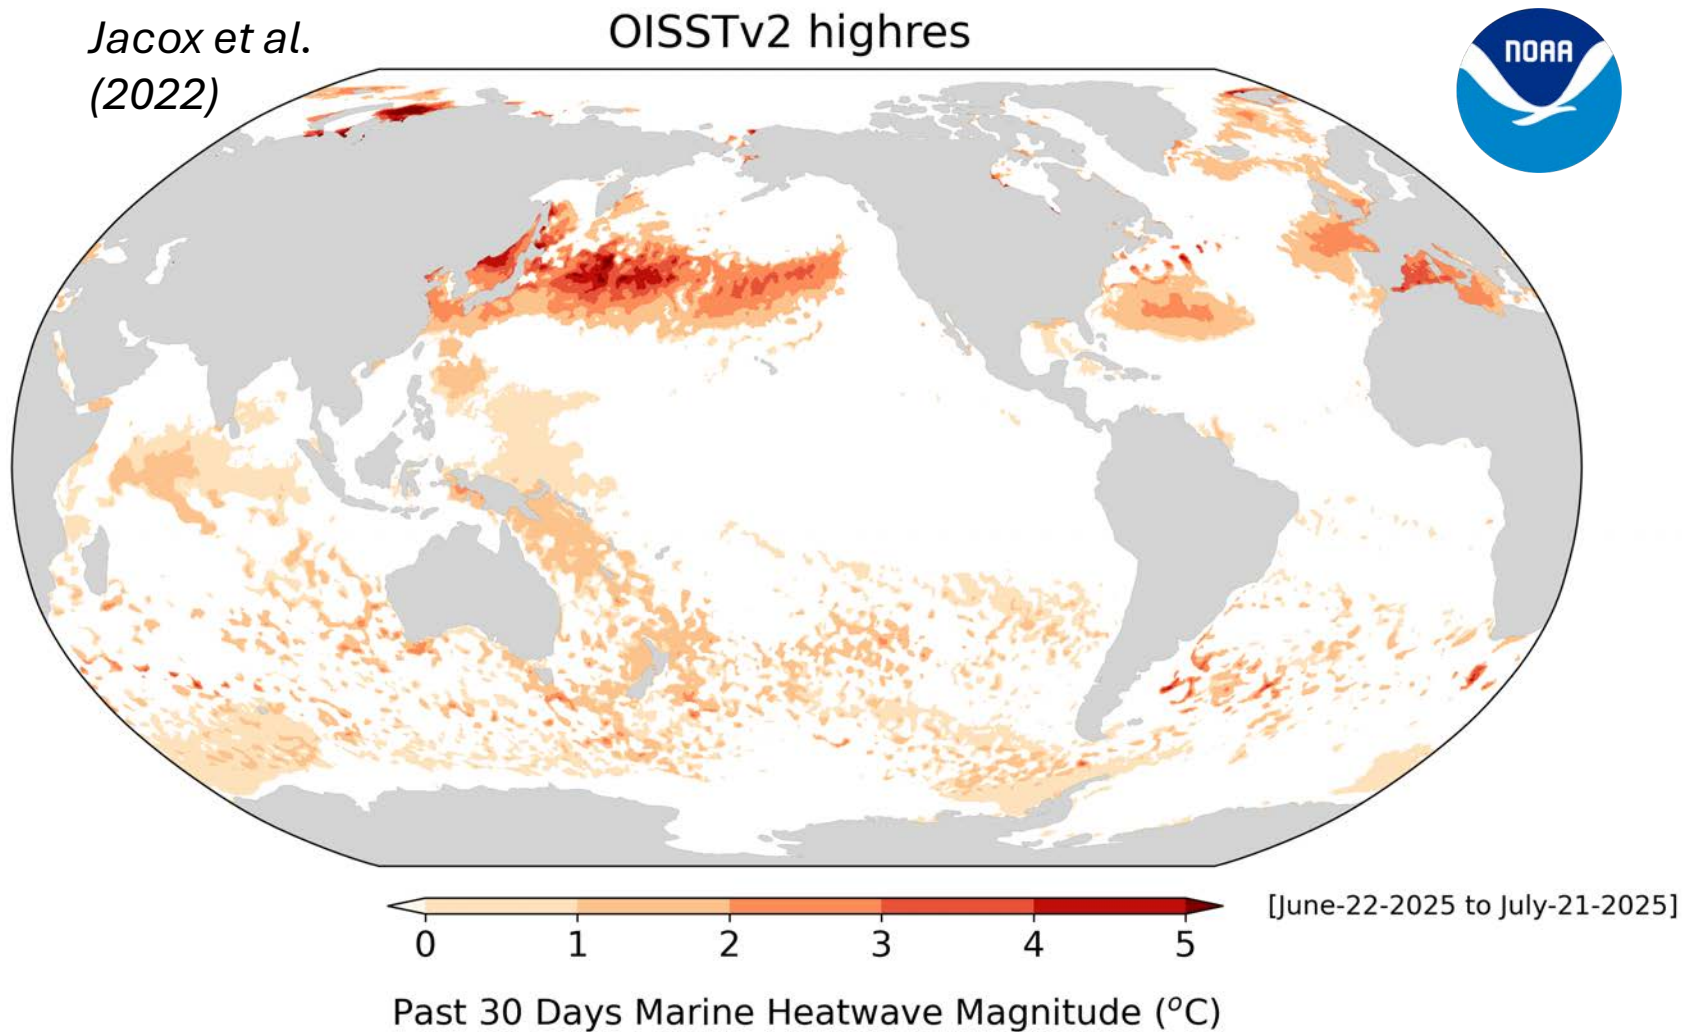 Jacox et al.
(2022)
OISSTv2 highres
NOAA
0 1 2 3 4 5
[June-22-2025 to July-21-2025]
Past 30 Days Marine Heatwave Magnitude (°C)